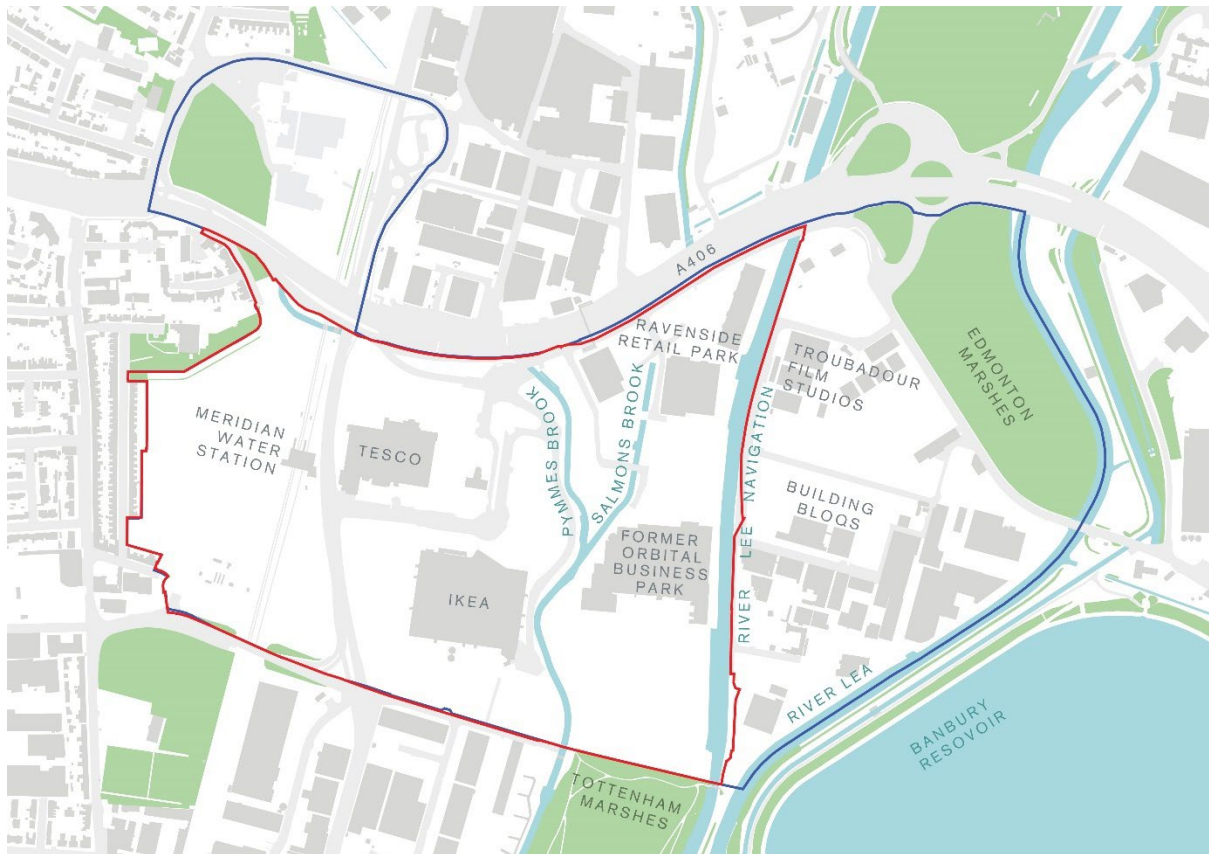 A406
RAVENSIDE
RETAIL PARK
TROUBADOUR
FILM
STUDIOS
EDMONTON
MARSHES
MERIDIAN
WATER
STATION
TESCO
PYMMES BROOK
SALMONS BROOK
RIVER LEE NAVIGATION
BUILDING
BLOQS
FORMER
ORBITAL
BUSINESS
PARK
IKEA
RIVER LEA
BANBURY
RESOVOIR
TOTTENHAM
MARSHES